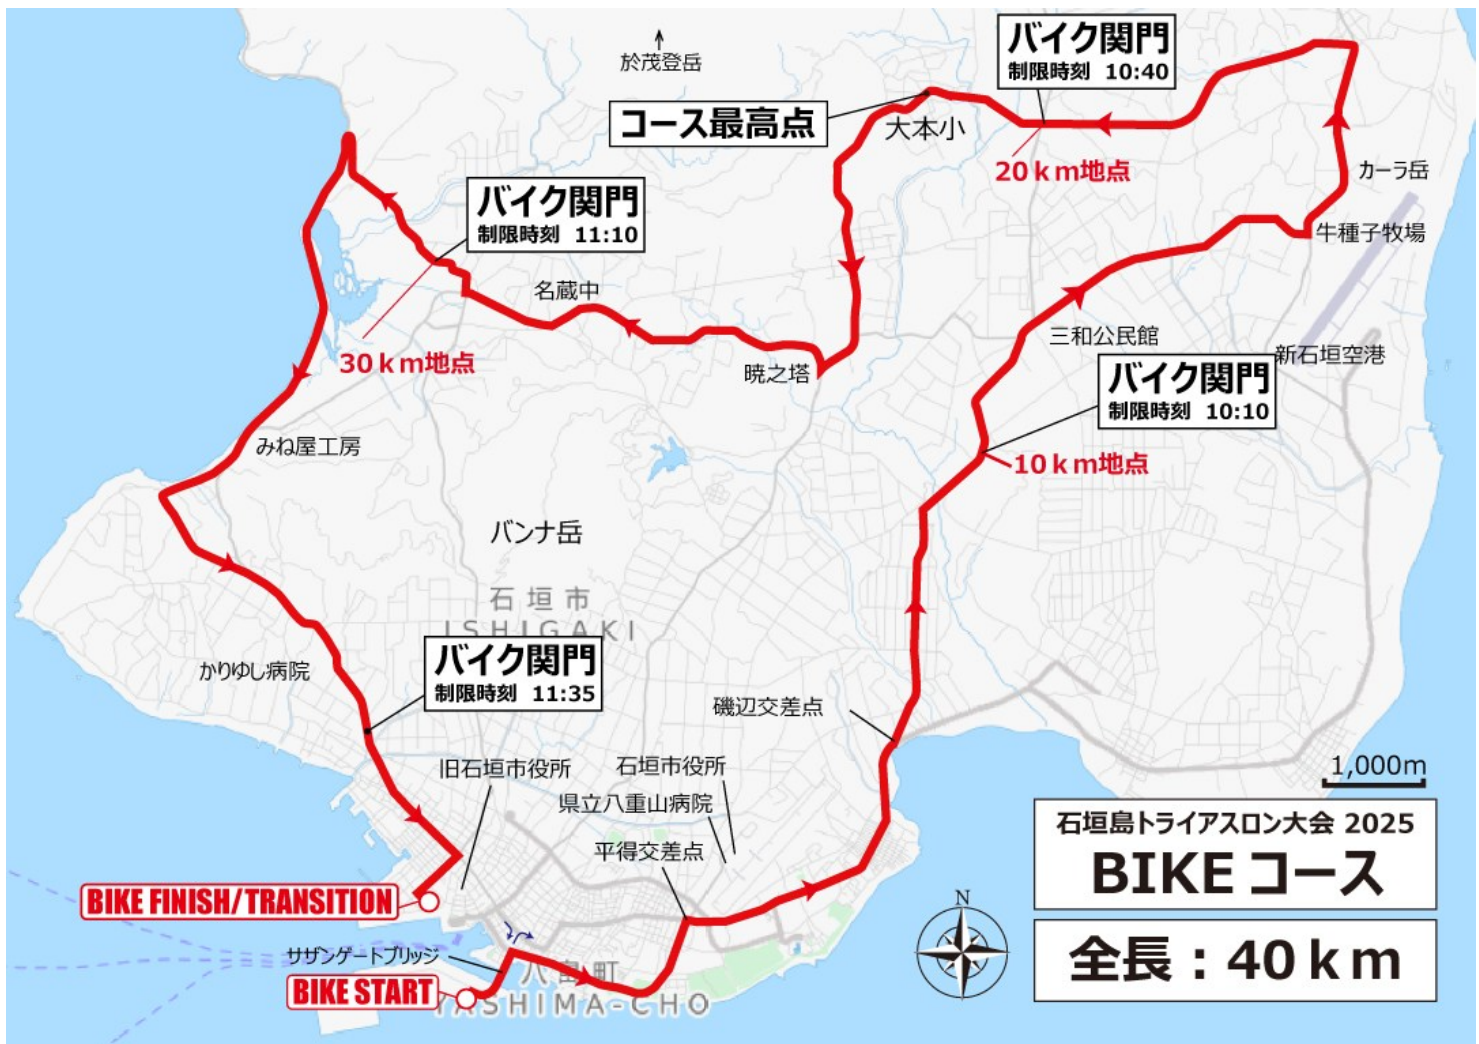 於茂登岳
バイク関門
制限時刻 10:40
コース最高点
大本小
20km地点
カーラ岳
バイク関門
制限時刻 11:10
牛種子牧場
名蔵中
30km地点
三和公民館
新石垣空港
暁之塔
バイク関門
制限時刻 10:10
みね屋工房
10km地点
バンナ岳
石垣市
ISHIGAKI
バイク関門
制限時刻 11:35
かりゆし病院
磯辺交差点
旧石垣市役所
石垣市役所
県立八重山病院
平得交差点
1,000m
石垣島トライアスロン大会 2025
BIKE コース
全長：40km
N
BIKE FINISH/TRANSITION
サザンゲートブリッジ
BIKE START
八島町
YASHIMA-CHO